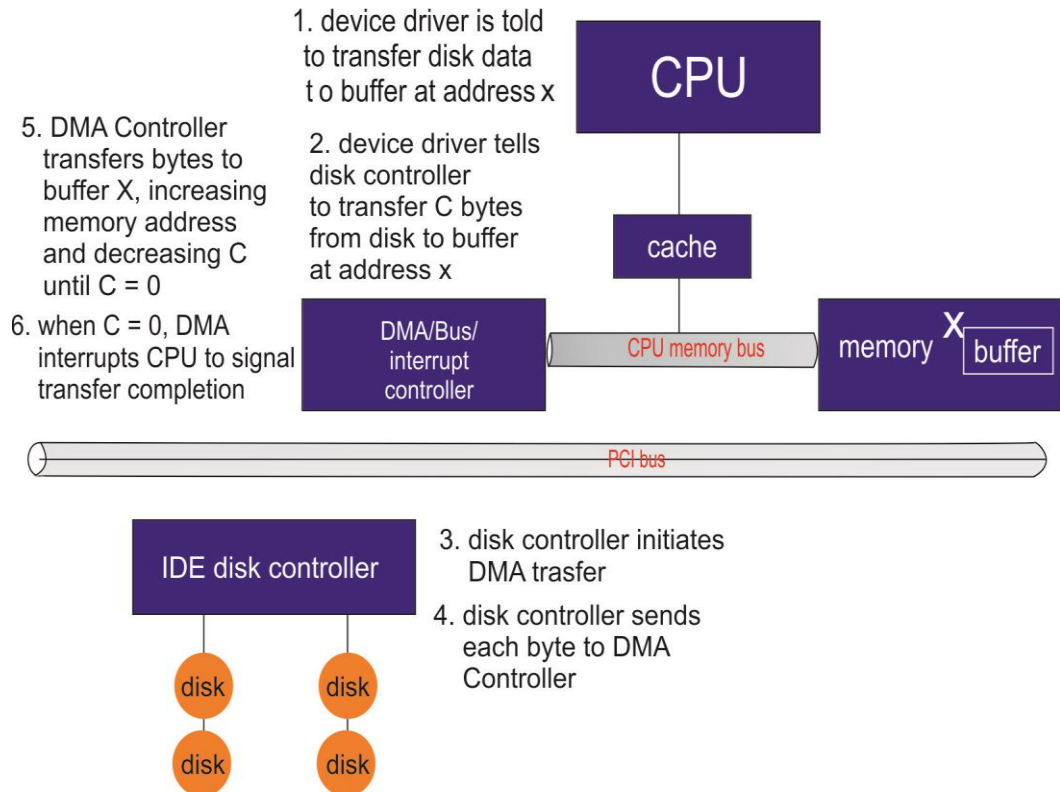 1. device driver is told
to transfer disk data
t o buffer at address x
CPU
5. DMA Controller
transfers bytes to
buffer X, increasing
memory address
and decreasing C
until C = 0
2. device driver tells
disk controller
to transfer C bytes
from disk to buffer
at address x
cache
6. when C = 0, DMA
interrupts CPU to signal
transfer completion
DMA/Bus/
interrupt
controller
CPU memory bus
memory
x
buffer
PCI bus
IDE disk controller
3. disk controller initiates
DMA trasfer
4. disk controller sends
each byte to DMA
Controller
disk
disk
disk
disk